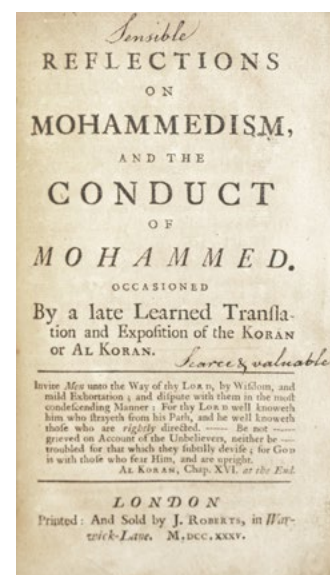 Sensible
REFLECTIONS
ON
MOHAMMEDISM,
AND THE
CONDUCT
OF
MOHAMMED.
OCCASIONED
By a late Learned Tranſla-
tion and Expoſition of the KORAN
or AL KORAN.
Scarce & valuable
Invite Men unto the Way of thy LORD, by Wiſdom, and
mild Exhortation; and diſpute with them in the moſt
condeſcending Manner: For thy LORD well knoweth
him who ſtrayeth from his Path, and he well knoweth
thoſe who are rightly directed. —— Be not —
grieved on Account of the Unbelievers, neither be —
troubled for that which they ſubtilly deviſe; for GOD
is with thoſe who fear Him, and are upright.
AL KORAN, Chap. XVI. at the End.
LONDON
Printed: And Sold by J. ROBERTS, in War-
wick-Lane. M.DCC.XXXV.